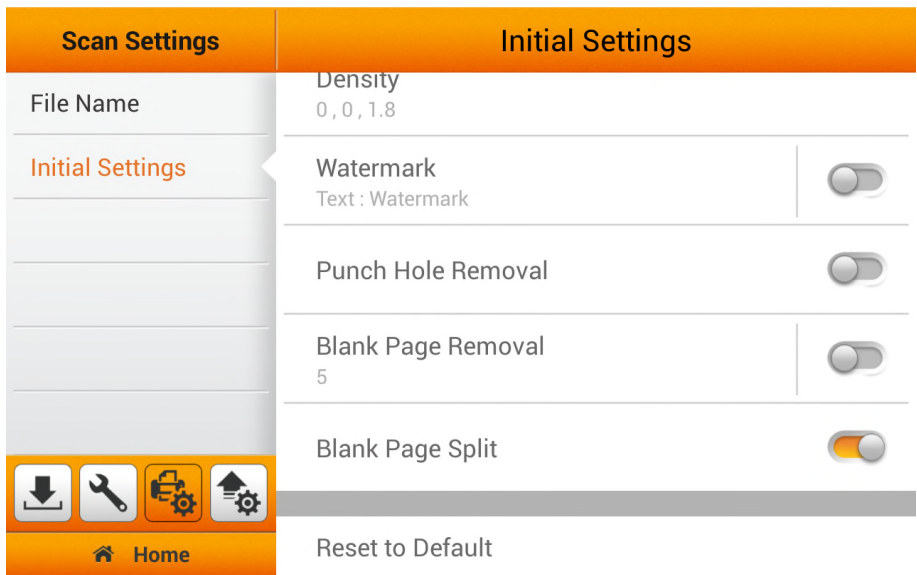 Scan Settings
Initial Settings
File Name
Initial Settings
Density
0 , 0 , 1.8
Watermark
Text : Watermark
Punch Hole Removal
Blank Page Removal
5
Blank Page Split
Reset to Default
Home